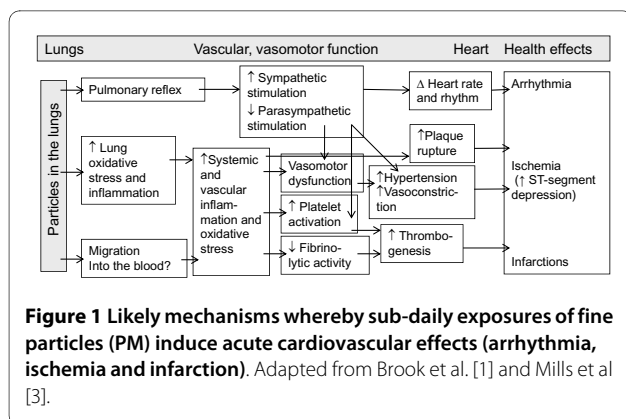 Lungs Vascular, vasomotor function Heart Health effects
Particles in the lungs
Pulmonary reflex
↑ Sympathetic
stimulation
↓ Parasympathetic
stimulation
Δ Heart rate
and rhythm
Arrhythmia
↑ Lung
oxidative
stress and
inflammation
↑Systemic
and
vascular
inflam-
mation and
oxidative
stress
Vasomotor
dysfunction
↑Plaque
rupture
↑Hypertension
↑Vasoconstric-
tion
Ischemia
(↑ ST-segment
depression)
↑ Platelet
activation
Migration
Into the blood?
↓ Fibrino-
lytic activity
↑ Thrombo-
genesis
Infarctions
Figure 1 Likely mechanisms whereby sub-daily exposures of fine
particles (PM) induce acute cardiovascular effects (arrhythmia,
ischemia and infarction). Adapted from Brook et al. [1] and Mills et al
[3].